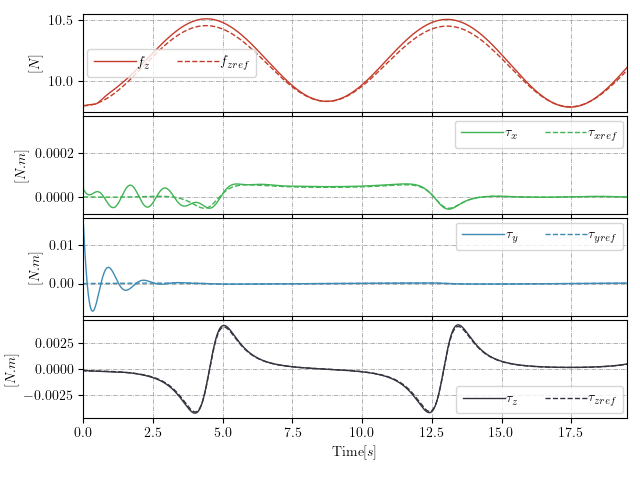 10.5
10.0
[N]
f_z f_zref
0.0002
0.0000
[N.m]
τ_x τ_xref
0.01
0.00
[N.m]
τ_y τ_yref
0.0025
0.0000
−0.0025
[N.m]
τ_z τ_zref
0.0 2.5 5.0 7.5 10.0 12.5 15.0 17.5
Time[s]